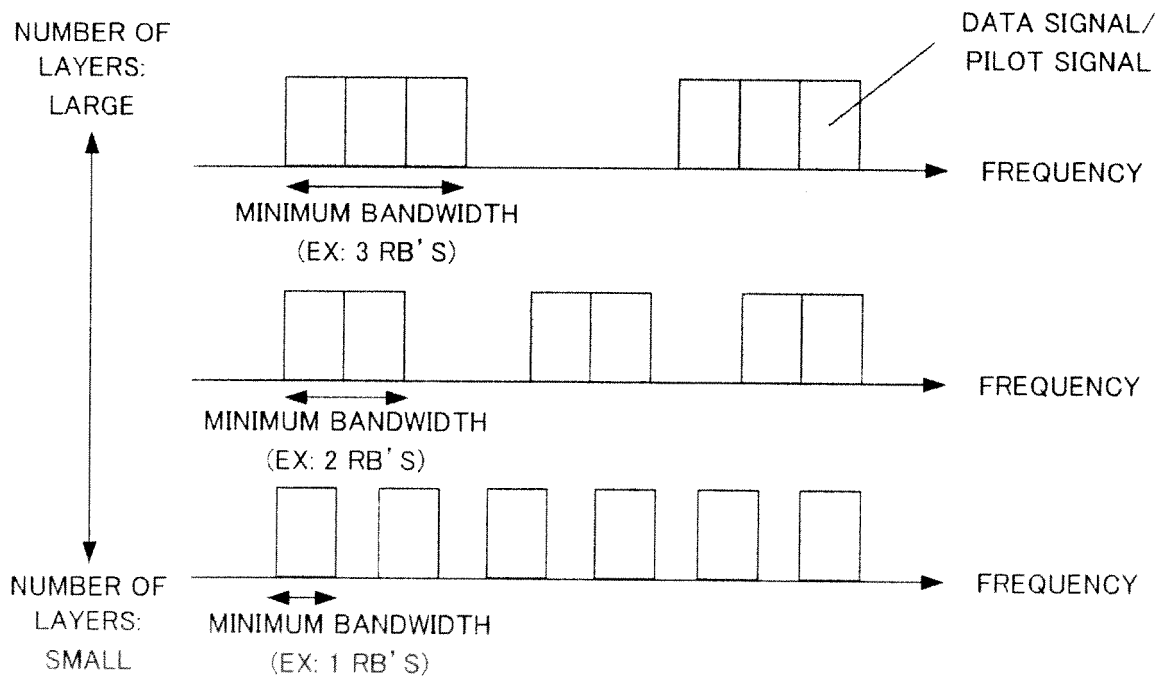 NUMBER OF
LAYERS:
LARGE
DATA SIGNAL/
PILOT SIGNAL
FREQUENCY
MINIMUM BANDWIDTH
(EX: 3 RB'S)
FREQUENCY
MINIMUM BANDWIDTH
(EX: 2 RB'S)
FREQUENCY
NUMBER OF
LAYERS:
SMALL
MINIMUM BANDWIDTH
(EX: 1 RB'S)